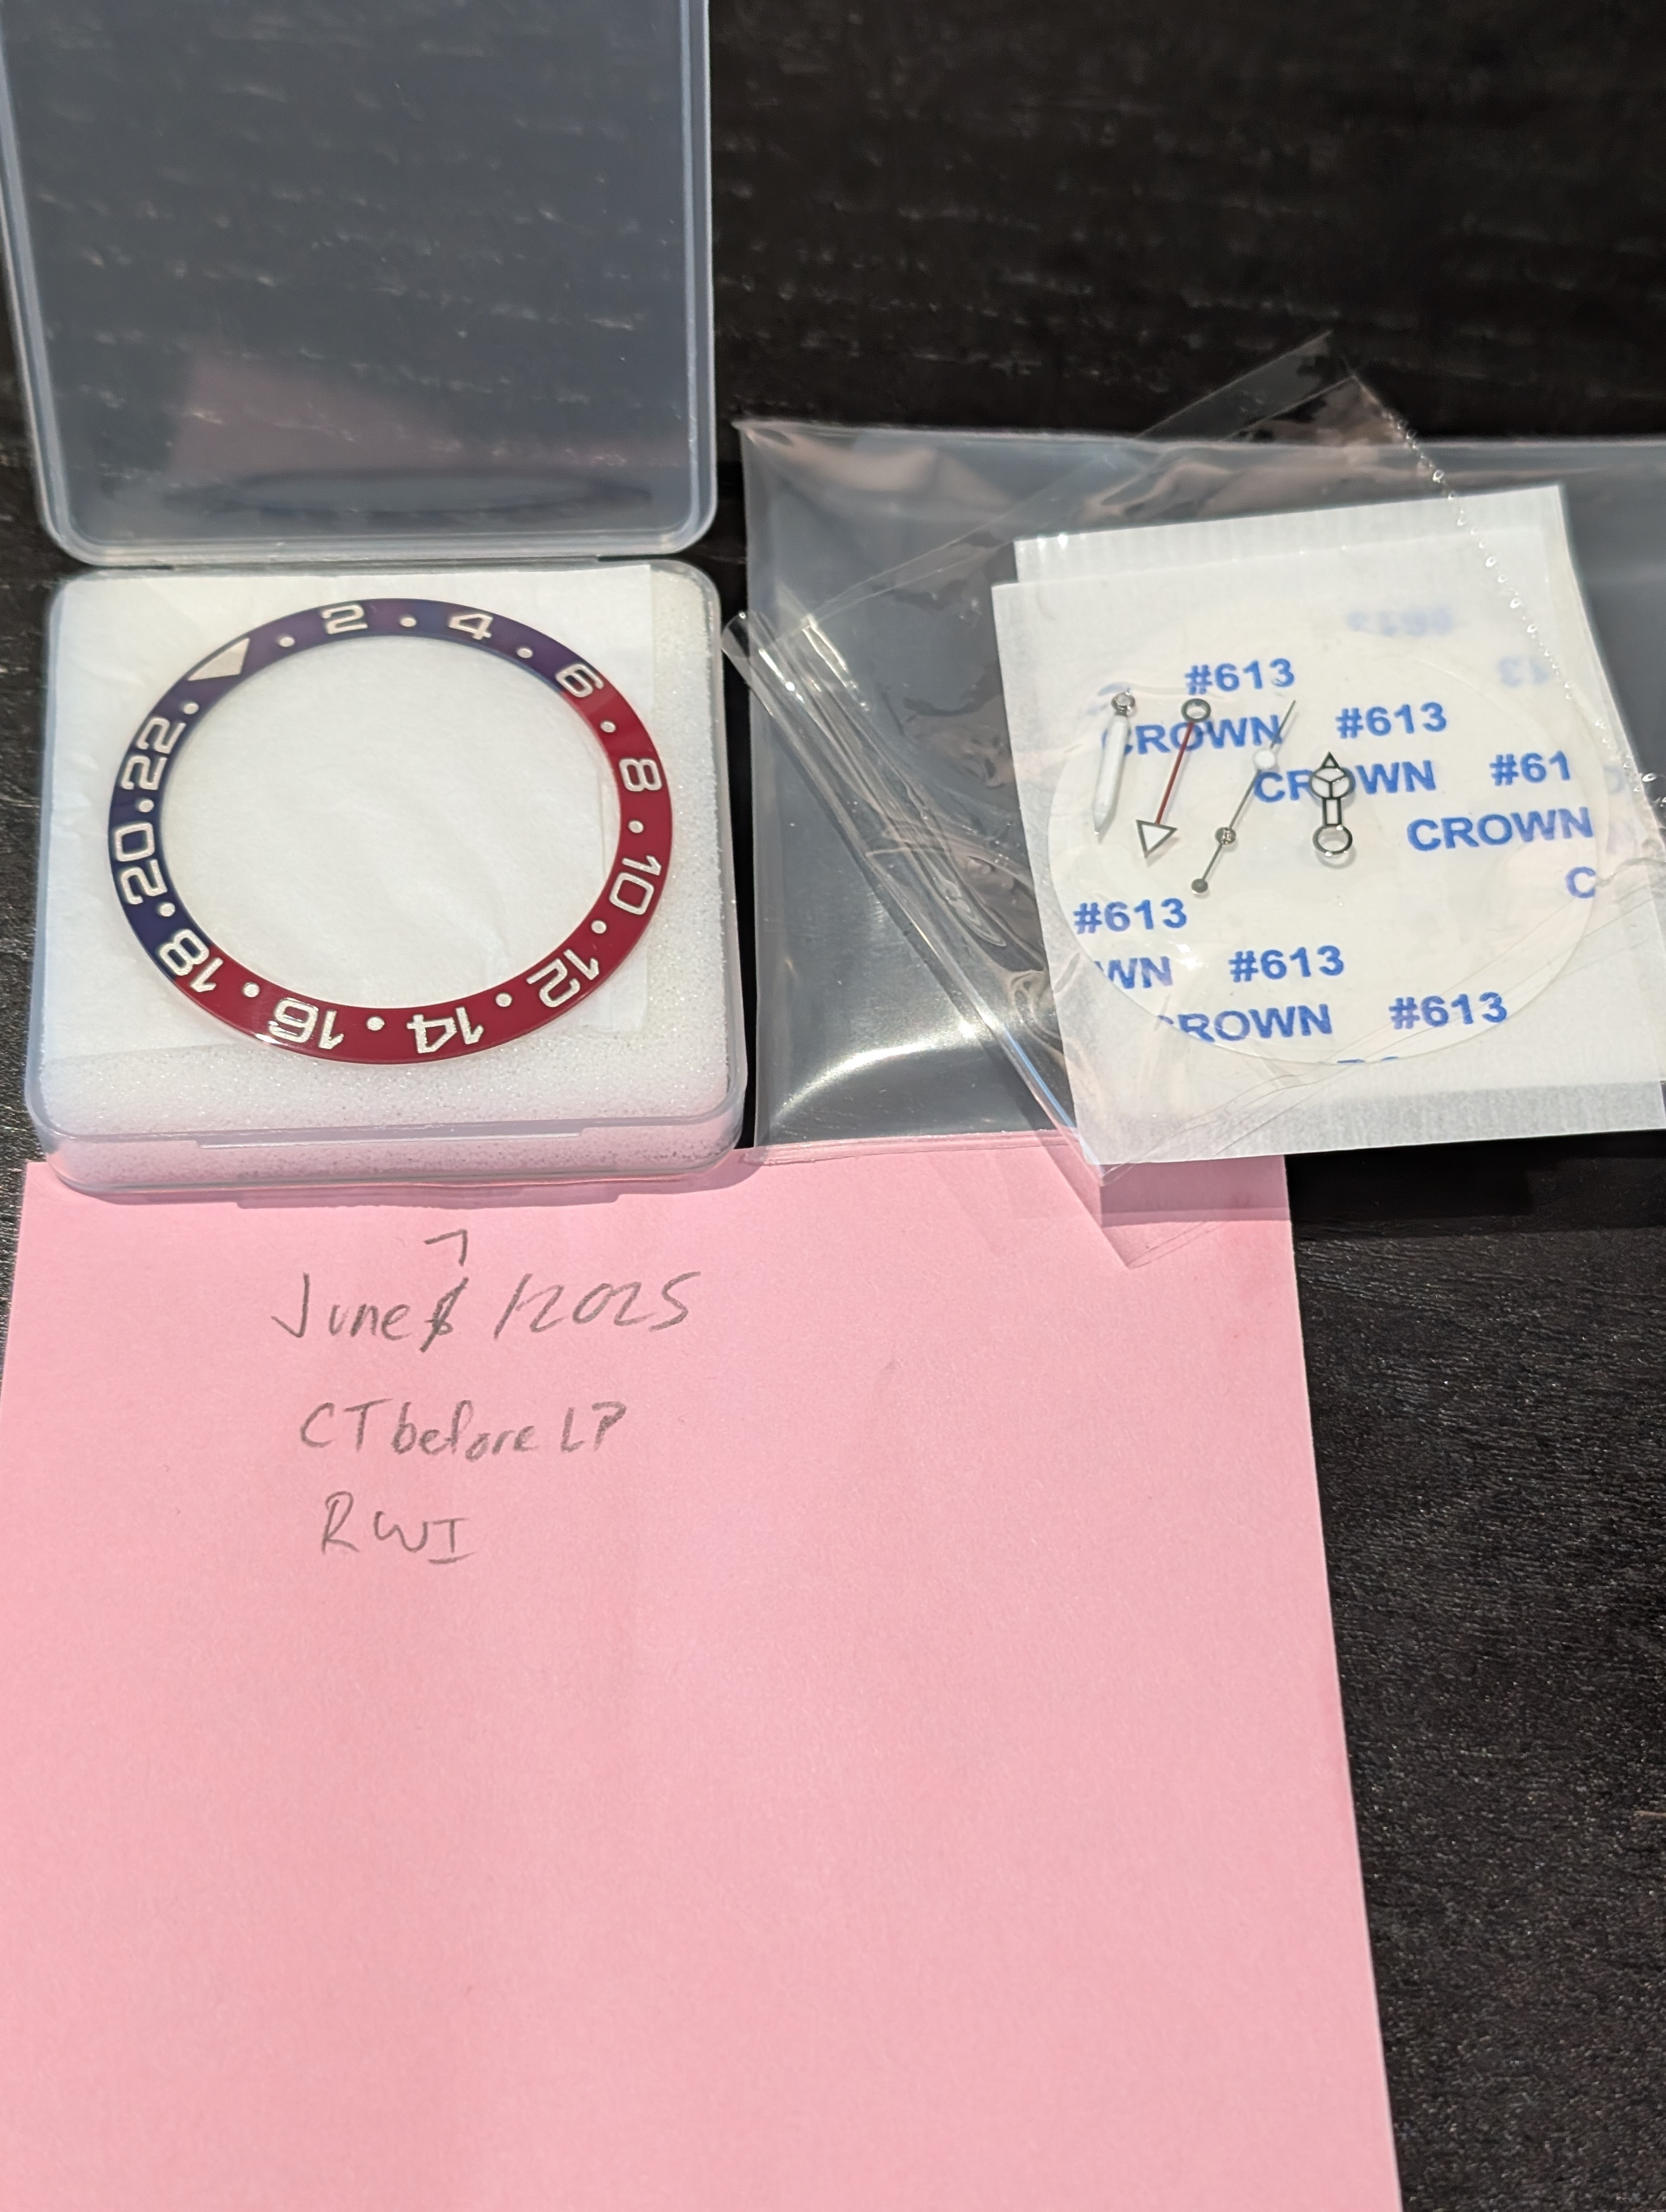 2 4 6 8 10 12 14 16 18 20 22
#613
CROWN #613
CROWN #61
CROWN
C
#613
WN #613
CROWN #613
7
June /2025
CT before LP
RWI